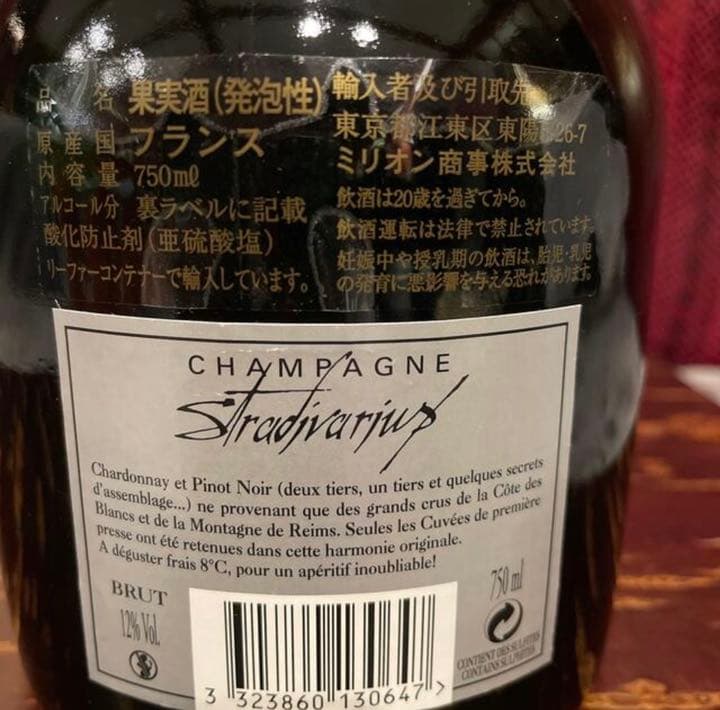 品名 果実酒(発泡性)
原産国 フランス
内容量 750mℓ
アルコール分 裏ラベルに記載
酸化防止剤(亜硫酸塩)
リーファーコンテナーで輸入しています。
輸入者及び引取先
東京都江東区東陽 26-7
ミリオン商事株式会社
飲酒は20歳を過ぎてから。
飲酒運転は法律で禁止されています。
妊娠中や授乳期の飲酒は、胎児・乳児
の発育に悪影響を与える恐れがあります。
CHAMPAGNE
Stradivarius
Chardonnay et Pinot Noir (deux tiers, un tiers et quelques secrets
d'assemblage...) ne provenant que des grands crus de la Côte des
Blancs et de la Montagne de Reims. Seules les Cuvées de première
presse ont été retenues dans cette harmonie originale.
A déguster frais 8°C, pour un apéritif inoubliable!
BRUT
12% Vol.
750 ml
CONTIENT DES SULFITES
CONTAINS SULPHITES
3 323860 130647 >